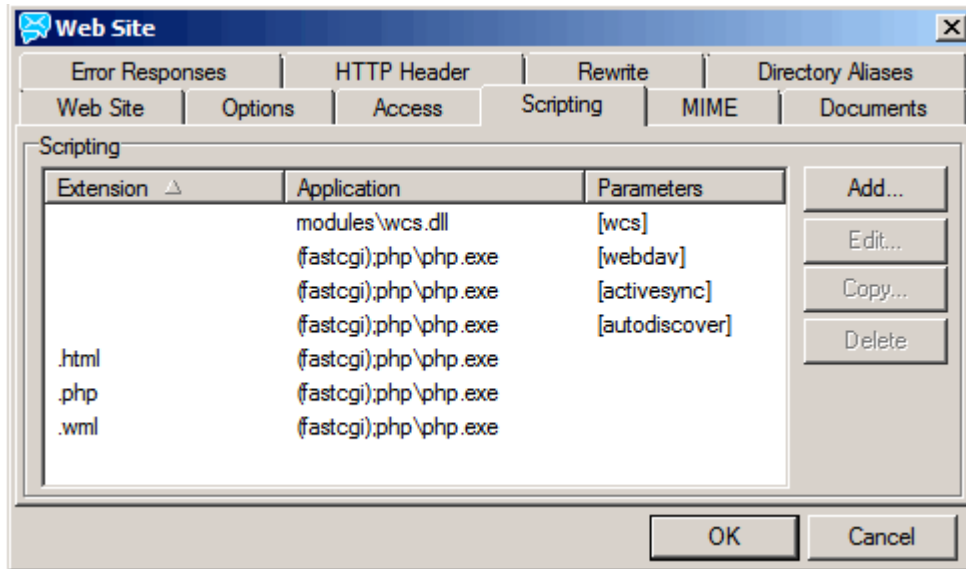 Web Site
Error Responses HTTP Header Rewrite Directory Aliases
Web Site Options Access Scripting MIME Documents
Scripting
Extension Application Parameters Add...
modules\wcs.dll [wcs]
Edit...
(fastcgi);php\php.exe [webdav]
(fastcgi);php\php.exe [activesync] Copy...
(fastcgi);php\php.exe [autodiscover]
Delete
.html (fastcgi);php\php.exe
.php (fastcgi);php\php.exe
.wml (fastcgi);php\php.exe
OK Cancel